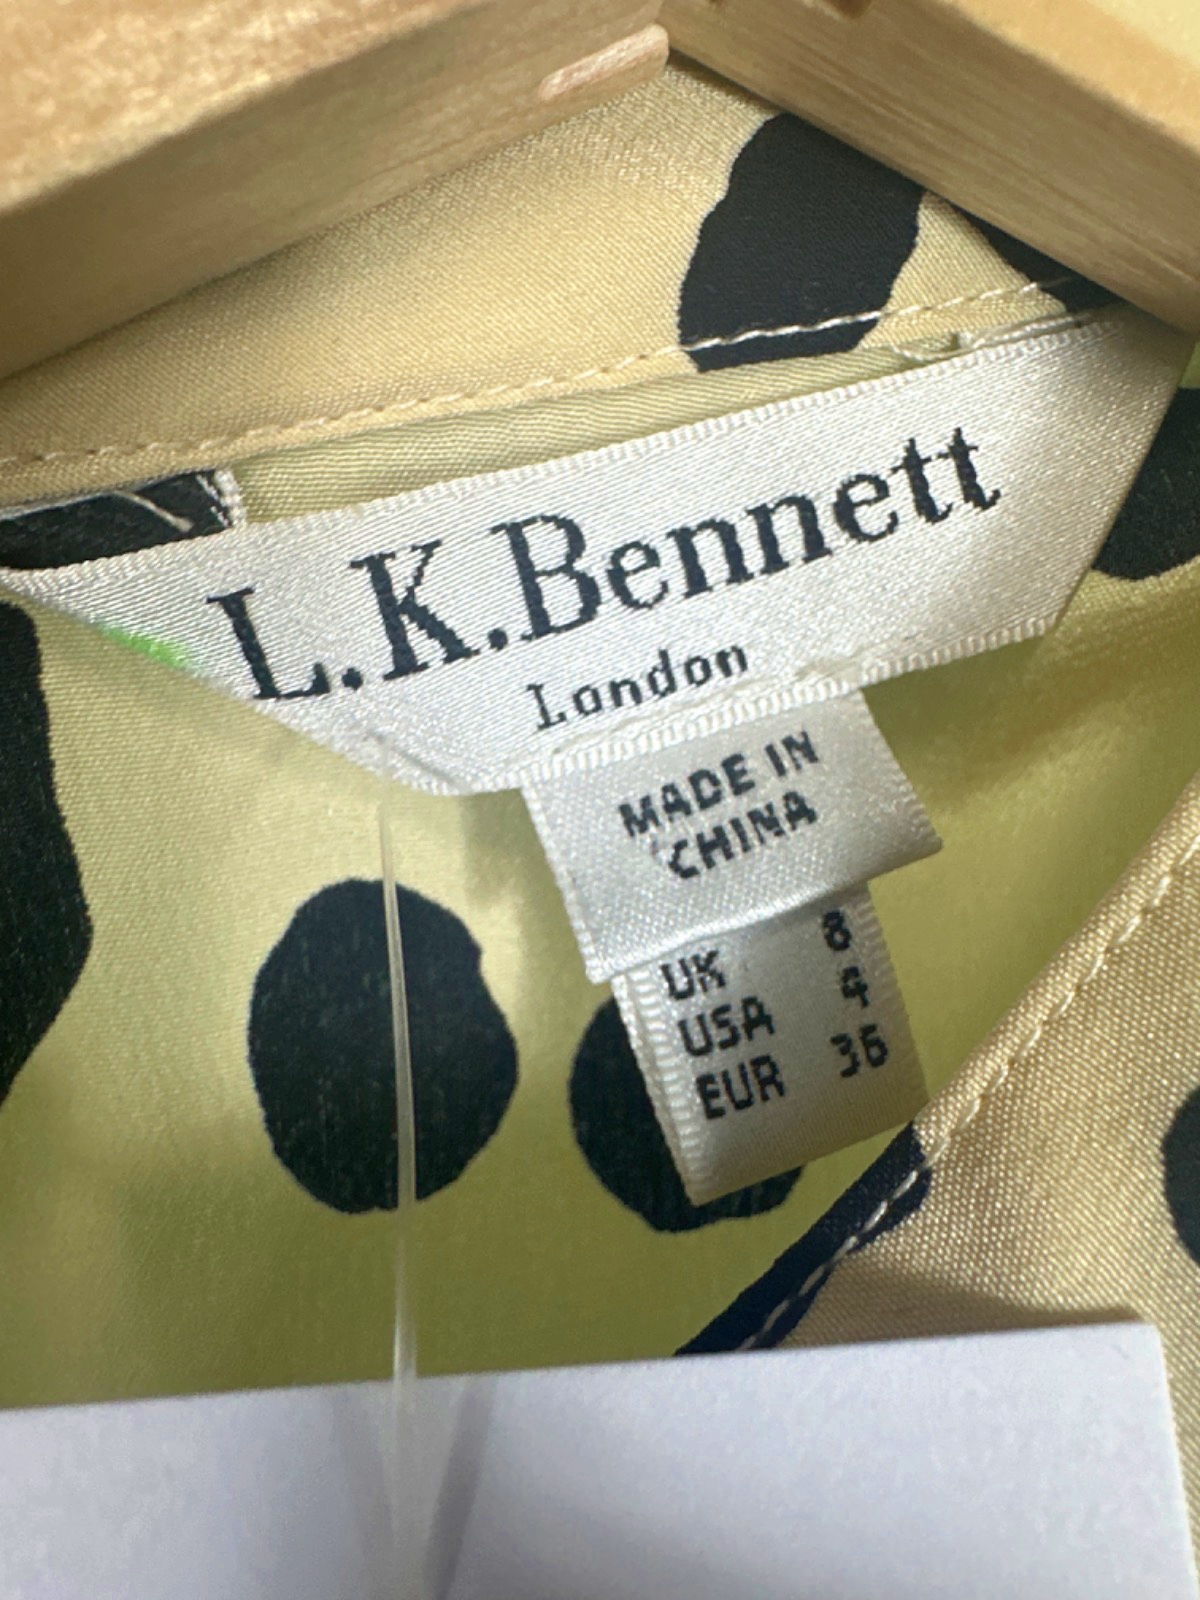 L.K.Bennett
London
MADE IN
CHINA
UK 8
USA 4
EUR 36